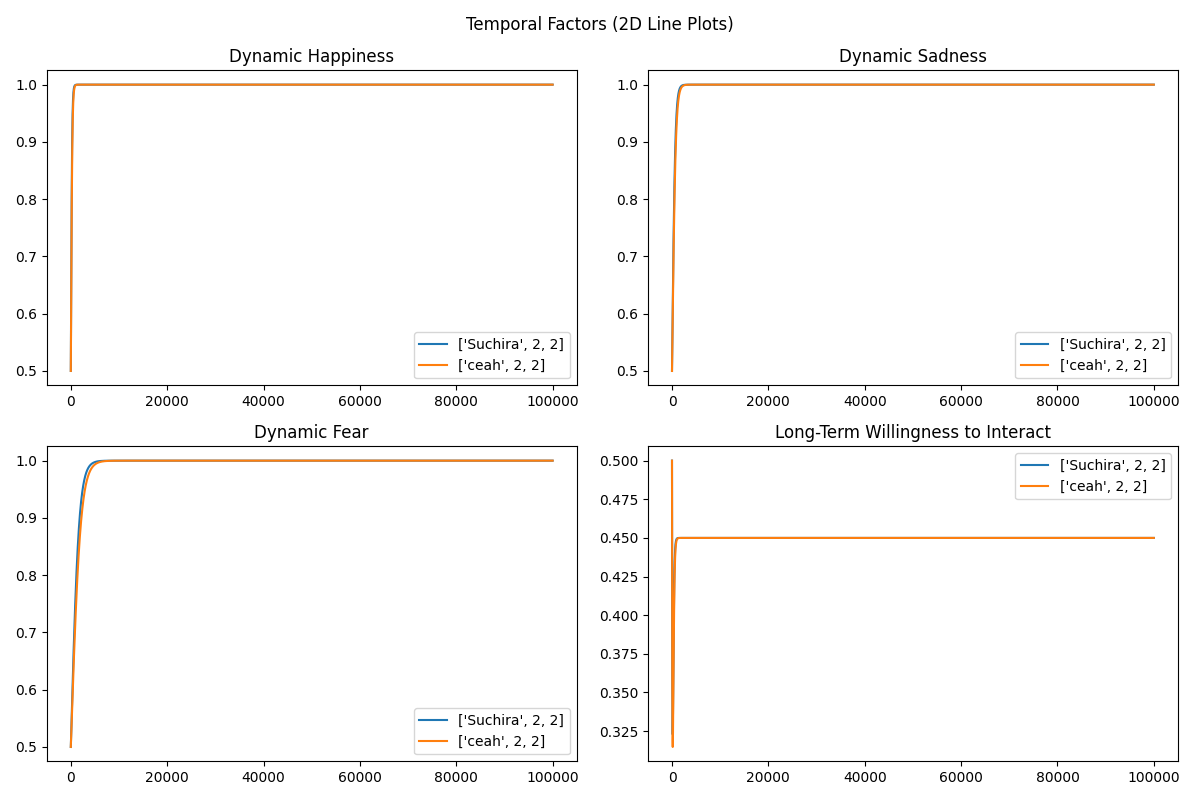 Temporal Factors (2D Line Plots)
Dynamic Happiness
1.0
0.9
0.8
0.7
0.6
0.5
0 20000 40000 60000 80000 100000
['Suchira', 2, 2]
['ceah', 2, 2]
Dynamic Sadness
1.0
0.9
0.8
0.7
0.6
0.5
0 20000 40000 60000 80000 100000
['Suchira', 2, 2]
['ceah', 2, 2]
Dynamic Fear
1.0
0.9
0.8
0.7
0.6
0.5
0 20000 40000 60000 80000 100000
['Suchira', 2, 2]
['ceah', 2, 2]
Long-Term Willingness to Interact
0.500
0.475
0.450
0.425
0.400
0.375
0.350
0.325
0 20000 40000 60000 80000 100000
['Suchira', 2, 2]
['ceah', 2, 2]